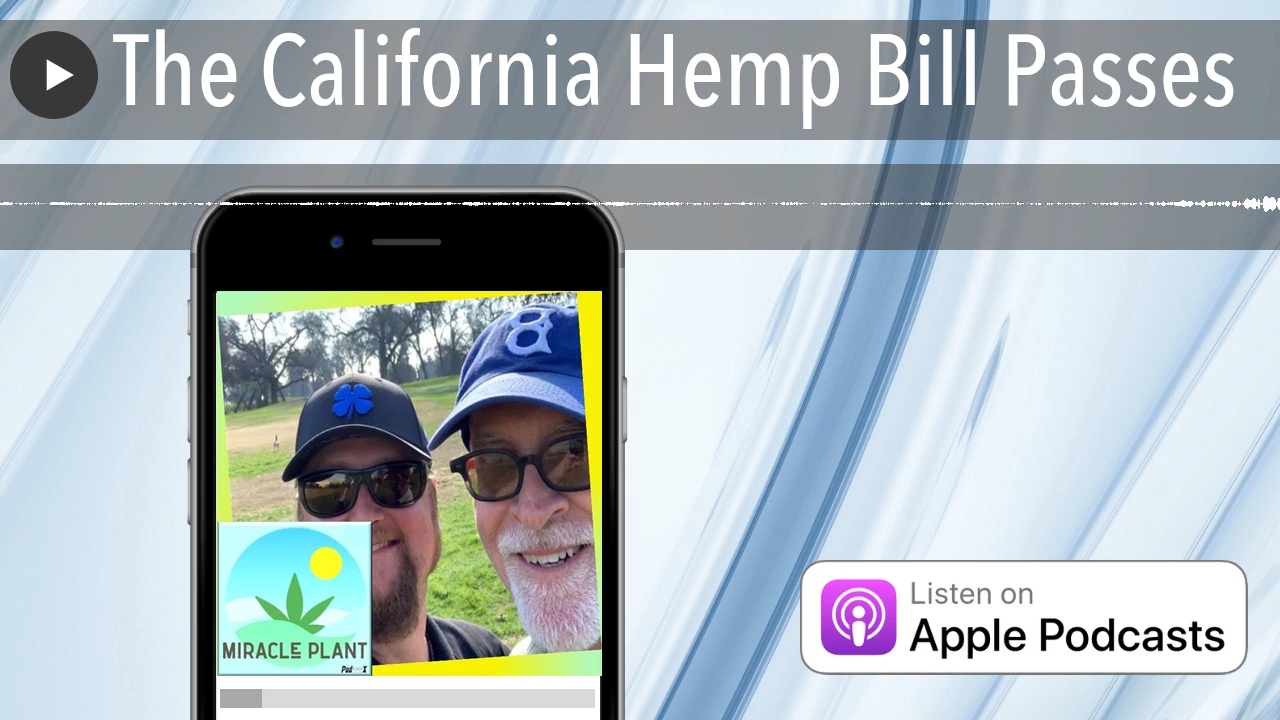 The California Hemp Bill Passes
B
MIRACLE PLANT
Listen on
Apple Podcasts